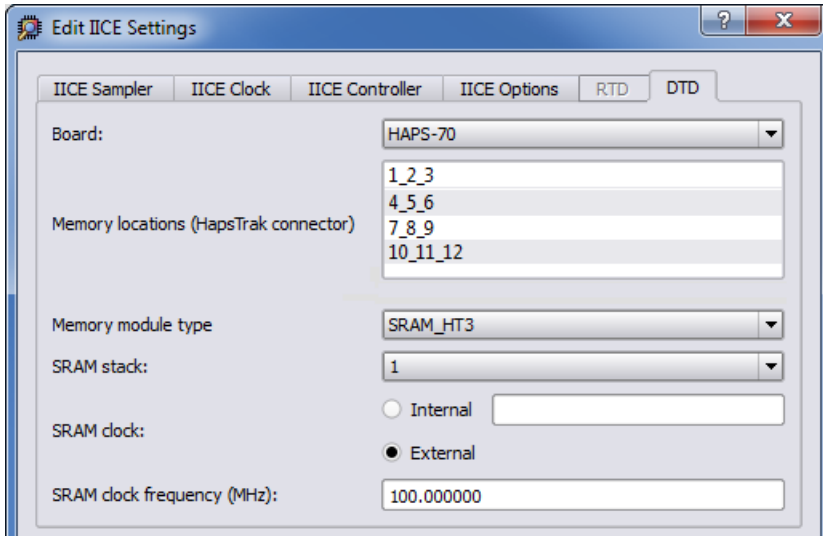 Edit IICE Settings
? X
IICE Sampler IICE Clock IICE Controller IICE Options RTD DTD
Board: HAPS-70
1_2_3
4_5_6
Memory locations (HapsTrak connector)
7_8_9
10_11_12
Memory module type SRAM_HT3
SRAM stack: 1
Internal
SRAM clock:
External
SRAM clock frequency (MHz): 100.000000